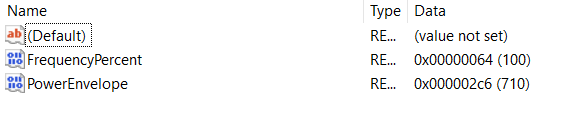 Name Type Data
(Default) RE... (value not set)
FrequencyPercent RE... 0x00000064 (100)
PowerEnvelope RE... 0x000002c6 (710)